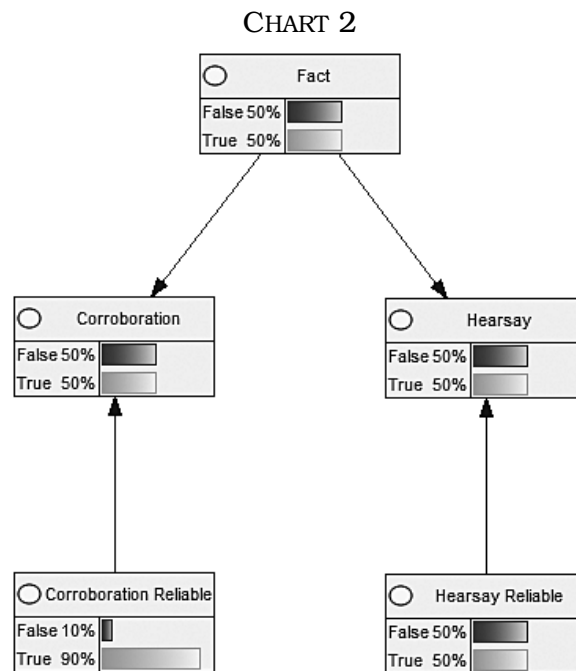 CHART 2
Fact
False 50%
True 50%
Corroboration
False 50%
True 50%
Hearsay
False 50%
True 50%
Corroboration Reliable
False 10%
True 90%
Hearsay Reliable
False 50%
True 50%